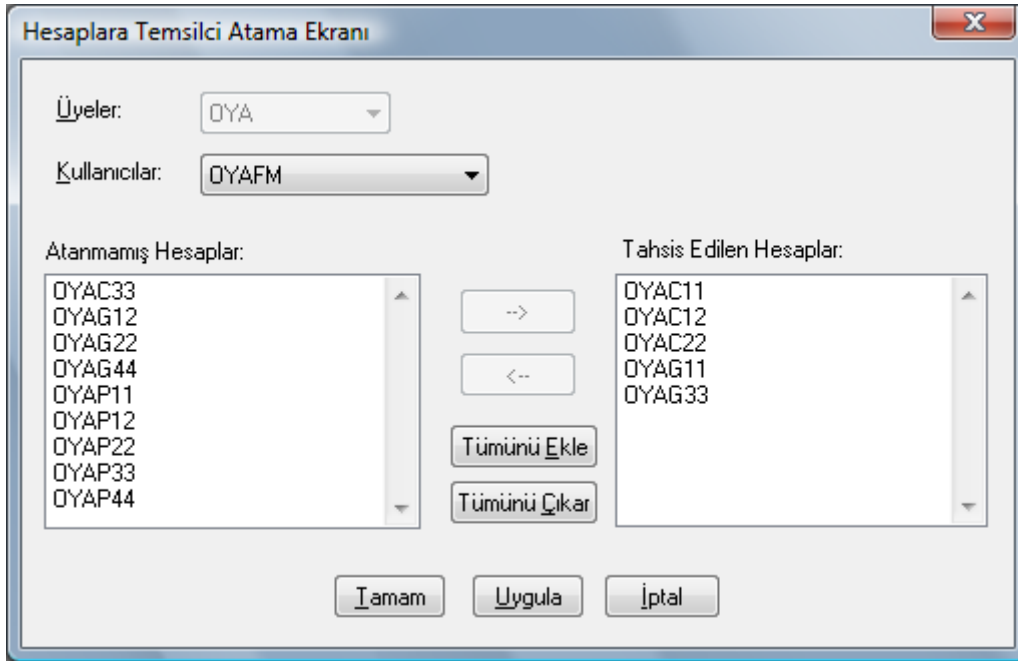 Hesaplara Temsilci Atama Ekranı
Üyeler: OYA
Kullanıcılar: OYAFM
Atanmamış Hesaplar:
OYAC33
OYAG12
OYAG22
OYAG44
OYAP11
OYAP12
OYAP22
OYAP33
OYAP44
-->
<--
Tümünü Ekle
Tümünü Çıkar
Tahsis Edilen Hesaplar:
OYAC11
OYAC12
OYAC22
OYAG11
OYAG33
Tamam Uygula İptal